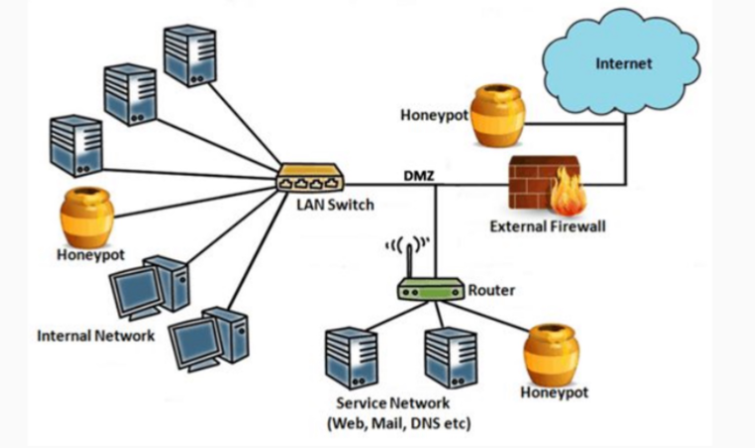 Internet
Honeypot
DMZ
LAN Switch
External Firewall
Honeypot
Router
Internal Network
Honeypot
Service Network
(Web, Mail, DNS etc)